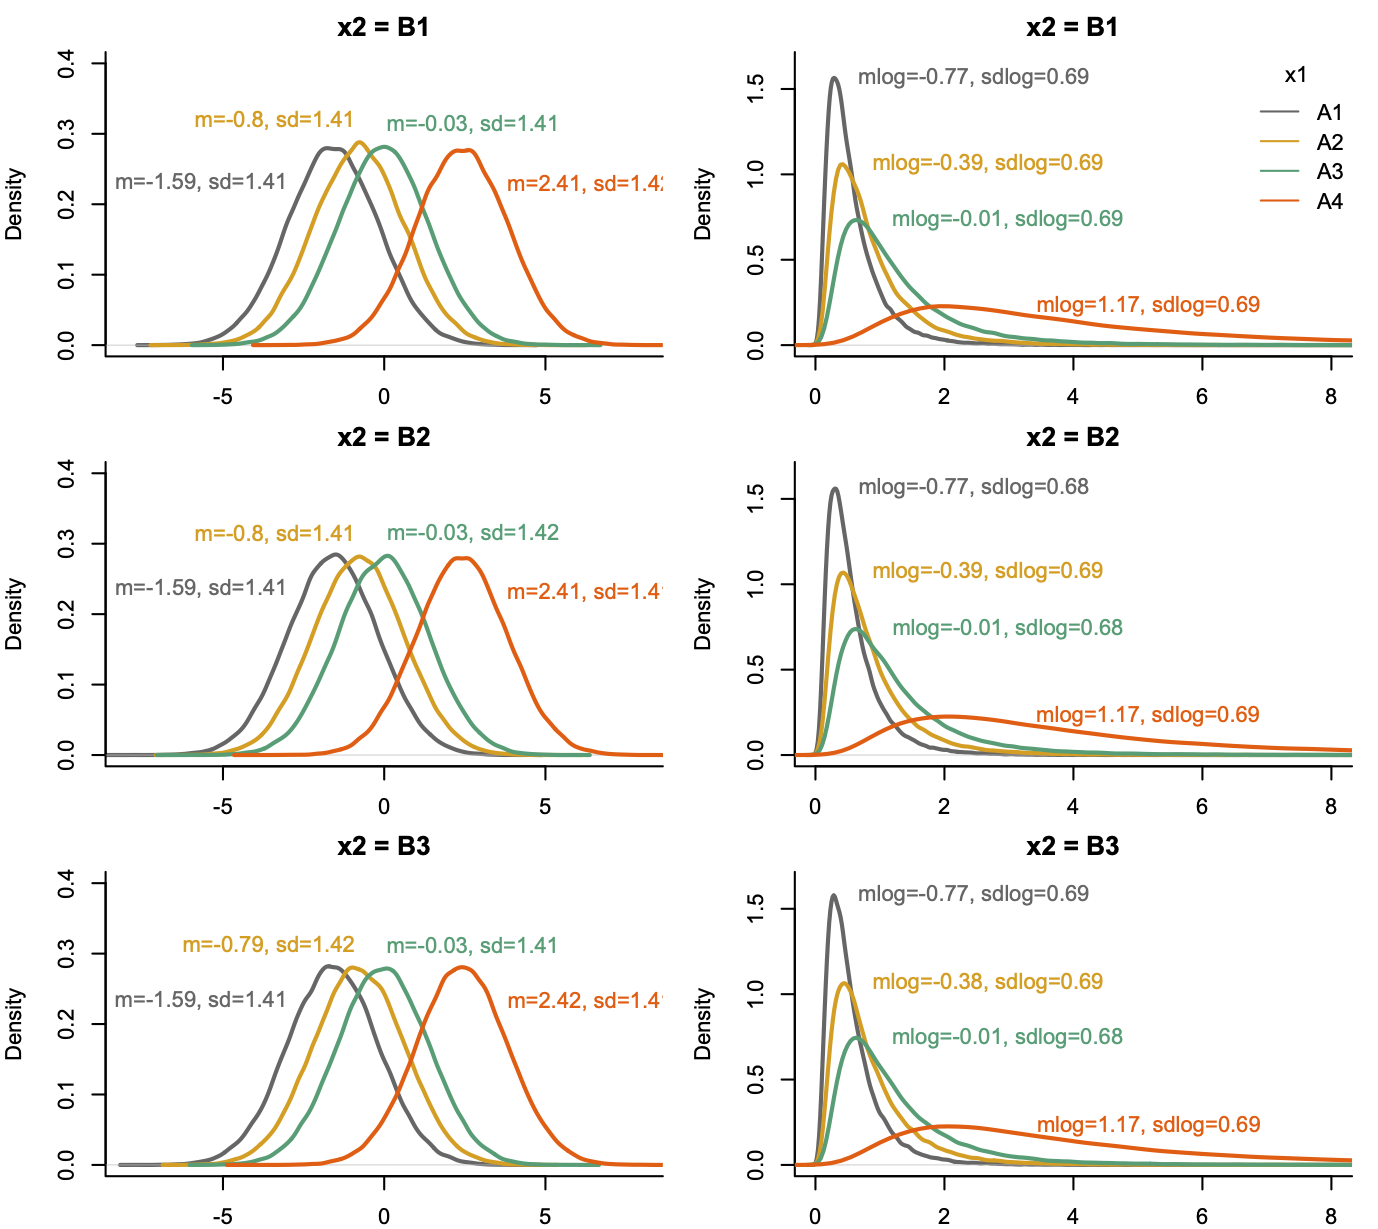 x2 = B1
Density
0.4
0.3
0.2
0.1
0.0
m=-0.8, sd=1.41
m=-0.03, sd=1.41
m=-1.59, sd=1.41
m=2.41, sd=1.42
-5
0
5
x2 = B1
Density
1.5
1.0
0.5
0.0
mlog=-0.77, sdlog=0.69
mlog=-0.39, sdlog=0.69
mlog=-0.01, sdlog=0.69
mlog=1.17, sdlog=0.69
x1
A1
A2
A3
A4
0
2
4
6
8
x2 = B2
Density
0.4
0.3
0.2
0.1
0.0
m=-0.8, sd=1.41
m=-0.03, sd=1.42
m=-1.59, sd=1.41
m=2.41, sd=1.41
-5
0
5
x2 = B2
Density
1.5
1.0
0.5
0.0
mlog=-0.77, sdlog=0.68
mlog=-0.39, sdlog=0.69
mlog=-0.01, sdlog=0.68
mlog=1.17, sdlog=0.69
0
2
4
6
8
x2 = B3
Density
0.4
0.3
0.2
0.1
0.0
m=-0.79, sd=1.42
m=-0.03, sd=1.41
m=-1.59, sd=1.41
m=2.42, sd=1.41
-5
0
5
x2 = B3
Density
1.5
1.0
0.5
0.0
mlog=-0.77, sdlog=0.69
mlog=-0.38, sdlog=0.69
mlog=-0.01, sdlog=0.68
mlog=1.17, sdlog=0.69
0
2
4
6
8